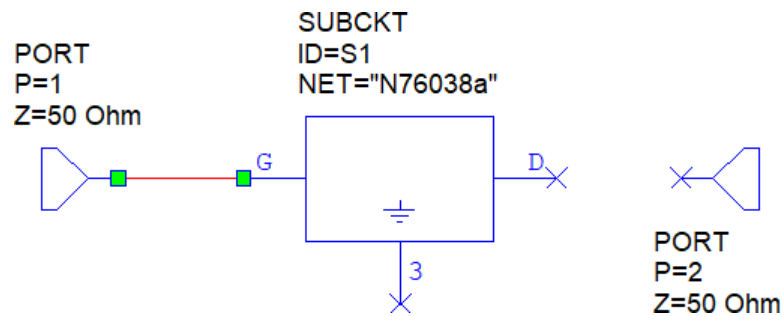 SUBCKT
ID=S1
NET="N76038a"
PORT
P=1
Z=50 Ohm
G
D
3
PORT
P=2
Z=50 Ohm